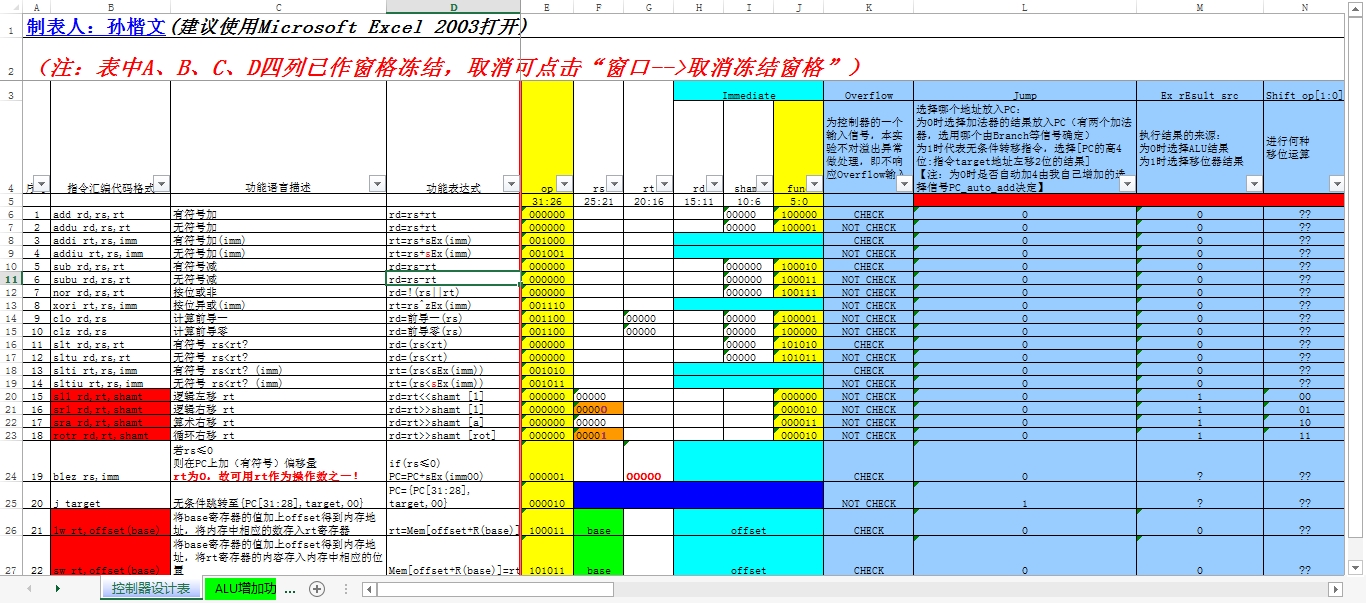 A B C D E F G H I J K L M N
1 制表人：孙楷文(建议使用Microsoft Excel 2003打开)
2 （注：表中A、B、C、D四列已作窗格冻结，取消可点击“窗口-->取消冻结窗格”）
3 Immediate Overflow Jump Ex rEsult src Shift op[1:0]
为控制器的一个
输入信号，本实
验不对溢出异常
做处理，即不响
应Overflow输入
选择哪个地址放入PC：
为0时选择加法器的结果放入PC（有两个加法
器，选用哪个由Branch等信号确定）
为1时代表无条件转移指令，选择[PC的高4
位:指令target地址左移2位的结果]
【注：为0时是否自动加4由我自己增加的选
择信号PC_auto_add决定】
执行结果的来源：
为0时选择ALU结果
为1时选择移位器结果
进行何种
移位运算
4 指令汇编代码格式 功能语言描述 功能表达式 op rs rt rd sham fun
5 31:26 25:21 20:16 15:11 10:6 5:0
6 1 add rd,rs,rt 有符号加 rd=rs+rt 000000 00000 100000 CHECK 0 0 ??
7 2 addu rd,rs,rt 无符号加 rd=rs+rt 000000 00000 100001 NOT CHECK 0 0 ??
8 3 addi rt,rs,imm 有符号加(imm) rt=rs+sEx(imm) 001000 CHECK 0 0 ??
9 4 addiu rt,rs,imm 无符号加(imm) rt=rs+sEx(imm) 001001 NOT CHECK 0 0 ??
10 5 sub rd,rs,rt 有符号减 rd=rs-rt 000000 000000 100010 CHECK 0 0 ??
11 6 subu rd,rs,rt 无符号减 rd=rs-rt 000000 000000 100011 NOT CHECK 0 0 ??
12 7 nor rd,rs,rt 按位或非 rd=!(rs||rt) 000000 000000 100111 NOT CHECK 0 0 ??
13 8 xori rt,rs,imm 按位异或(imm) rt=rs^zEx(imm) 001110 NOT CHECK 0 0 ??
14 9 clo rd,rs 计算前导一 rd=前导一(rs) 001100 00000 00000 100001 NOT CHECK 0 0 ??
15 10 clz rd,rs 计算前导零 rd=前导零(rs) 001100 00000 00000 100000 NOT CHECK 0 0 ??
16 11 slt rd,rs,rt 有符号 rs<rt? rd=(rs<rt) 000000 00000 101010 CHECK 0 0 ??
17 12 sltu rd,rs,rt 无符号 rs<rt? rd=(rs<rt) 000000 00000 101011 NOT CHECK 0 0 ??
18 13 slti rt,rs,imm 有符号 rs<rt? (imm) rt=(rs<sEx(imm)) 001010 CHECK 0 0 ??
19 14 sltiu rt,rs,imm 无符号 rs<rt? (imm) rt=(rs<sEx(imm)) 001011 NOT CHECK 0 0 ??
20 15 sll rd,rt,shamt 逻辑左移 rt rd=rt<<shamt [l] 000000 00000 000000 NOT CHECK 0 1 00
21 16 srl rd,rt,shamt 逻辑右移 rt rd=rt>>shamt [l] 000000 00000 000010 NOT CHECK 0 1 01
22 17 sra rd,rt,shamt 算术右移 rt rd=rt>>shamt [a] 000000 00000 000011 NOT CHECK 0 1 10
23 18 rotr rd,rt,shamt 循环右移 rt rd=rt>>shamt [rot] 000000 00001 000010 NOT CHECK 0 1 11
若rs≤0
则在PC上加（有符号）偏移量 if(rs≤0)
24 19 blez rs,imm rt为0，故可用rt作为操作数之一！ PC=PC+sEx(imm00) 000001 00000 CHECK 0 ? ??
PC={PC[31:28],
25 20 j target 无条件跳转至{PC[31:28],target,00} target,00} 000010 NOT CHECK 1 ? ??
将base寄存器的值加上offset得到内存地
26 21 lw rt,offset(base) 址，将内存中相应的数存入rt寄存器 rt=Mem[offset+R(base)] 100011 base offset CHECK 0 0 ??
将base寄存器的值加上offset得到内存地
址，将rt寄存器的内容存入内存中相应的位
27 22 sw rt,offset(base) 置 Mem[offset+R(base)]=rt 101011 base offset CHECK 0 0 ??
控制器设计表 ALU增加功 ...